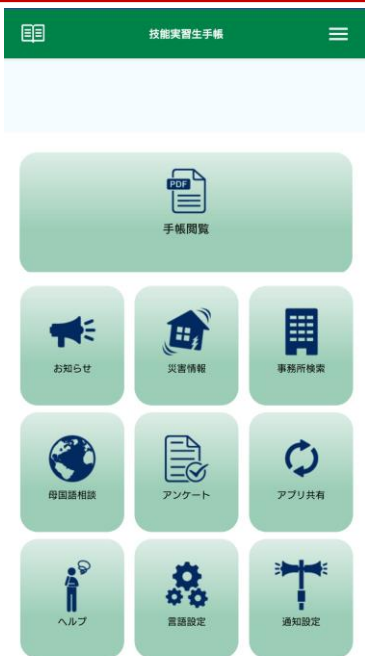 技能実習生手帳
PDF
手帳閲覧
お知らせ
災害情報
事務所検索
母国語相談
アンケート
アプリ共有
ヘルプ
言語設定
通知設定